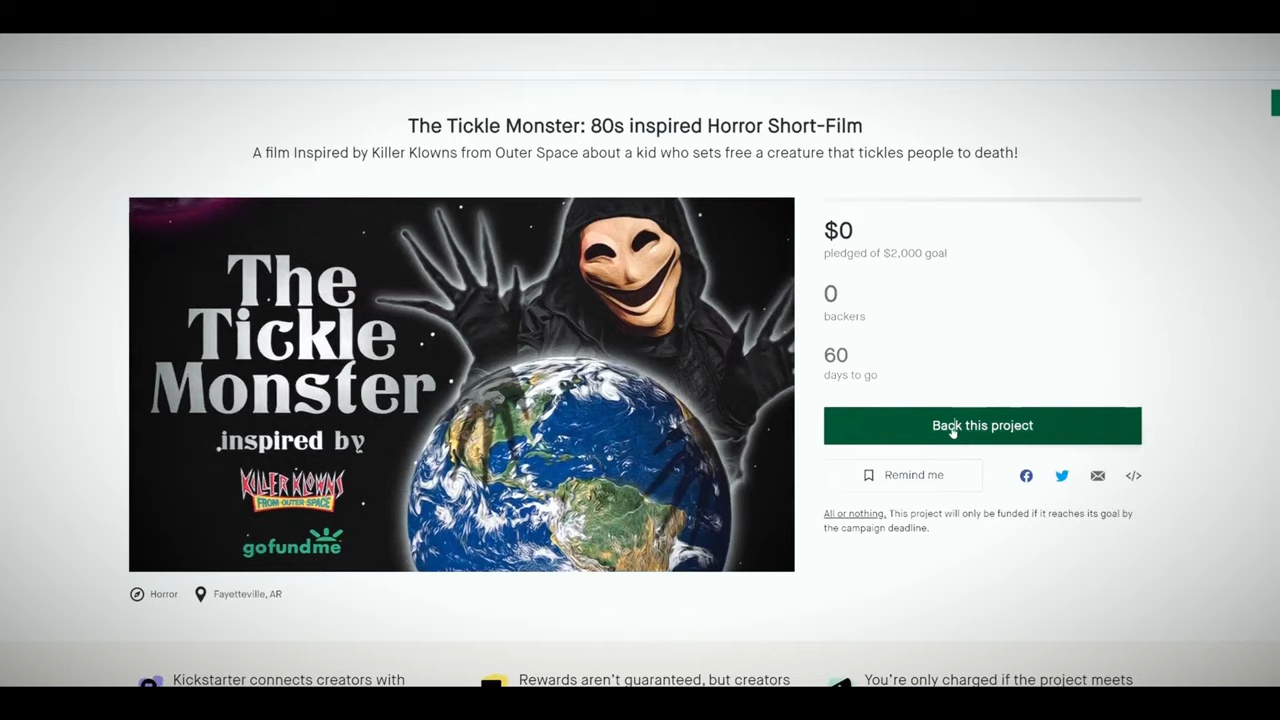 The Tickle Monster: 80s inspired Horror Short-Film
A film Inspired by Killer Klowns from Outer Space about a kid who sets free a creature that tickles people to death!
The
Tickle
Monster
inspired by
KILLER KLOWNS
FROM OUTER SPACE
gofundme
$0
pledged of $2,000 goal
0
backers
60
days to go
Back this project
Remind me
</>
All or nothing. This project will only be funded if it reaches its goal by
the campaign deadline.
Horror
Fayetteville, AR
Kickstarter connects creators with
Rewards aren't guaranteed, but creators
You're only charged if the project meets